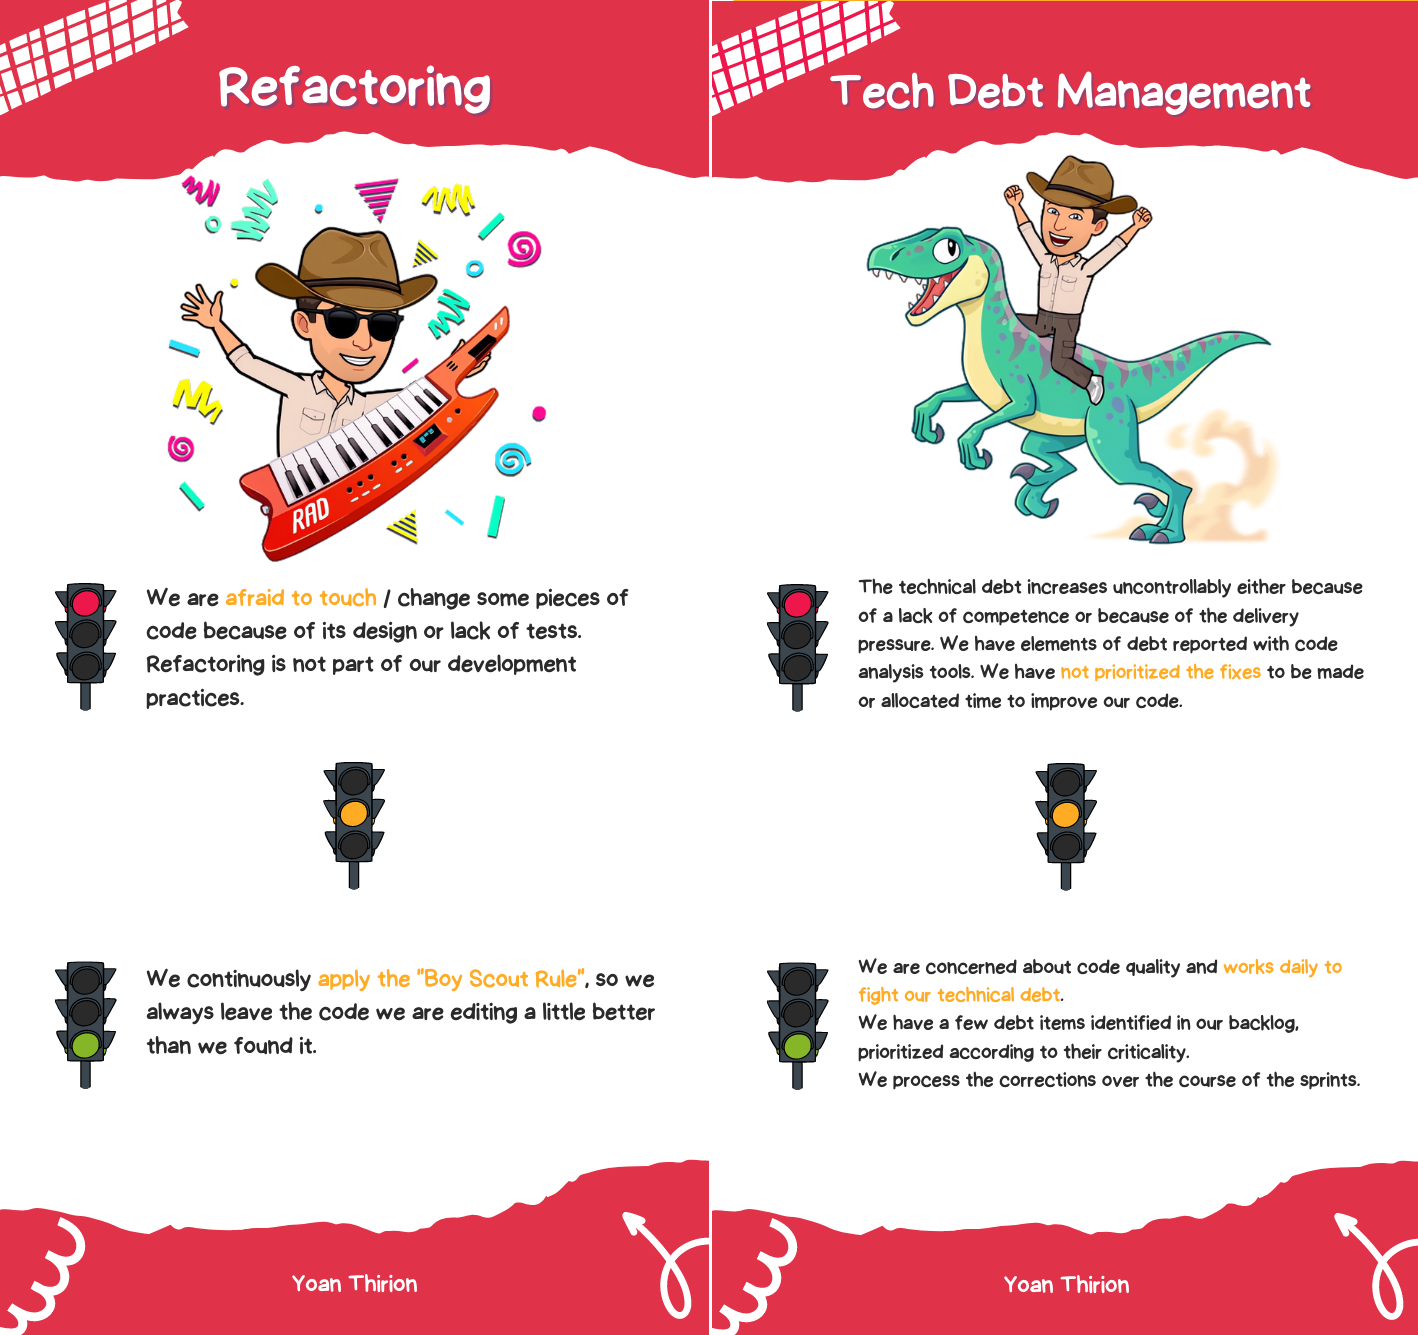 Refactoring
RAD
We are afraid to touch / change some pieces of
code because of its design or lack of tests.
Refactoring is not part of our development
practices.
We continuously apply the "Boy Scout Rule", so we
always leave the code we are editing a little better
than we found it.
Yoan Thirion
Tech Debt Management
The technical debt increases uncontrollably either because
of a lack of competence or because of the delivery
pressure. We have elements of debt reported with code
analysis tools. We have not prioritized the fixes to be made
or allocated time to improve our code.
We are concerned about code quality and works daily to
fight our technical debt.
We have a few debt items identified in our backlog,
prioritized according to their criticality.
We process the corrections over the course of the sprints.
Yoan Thirion